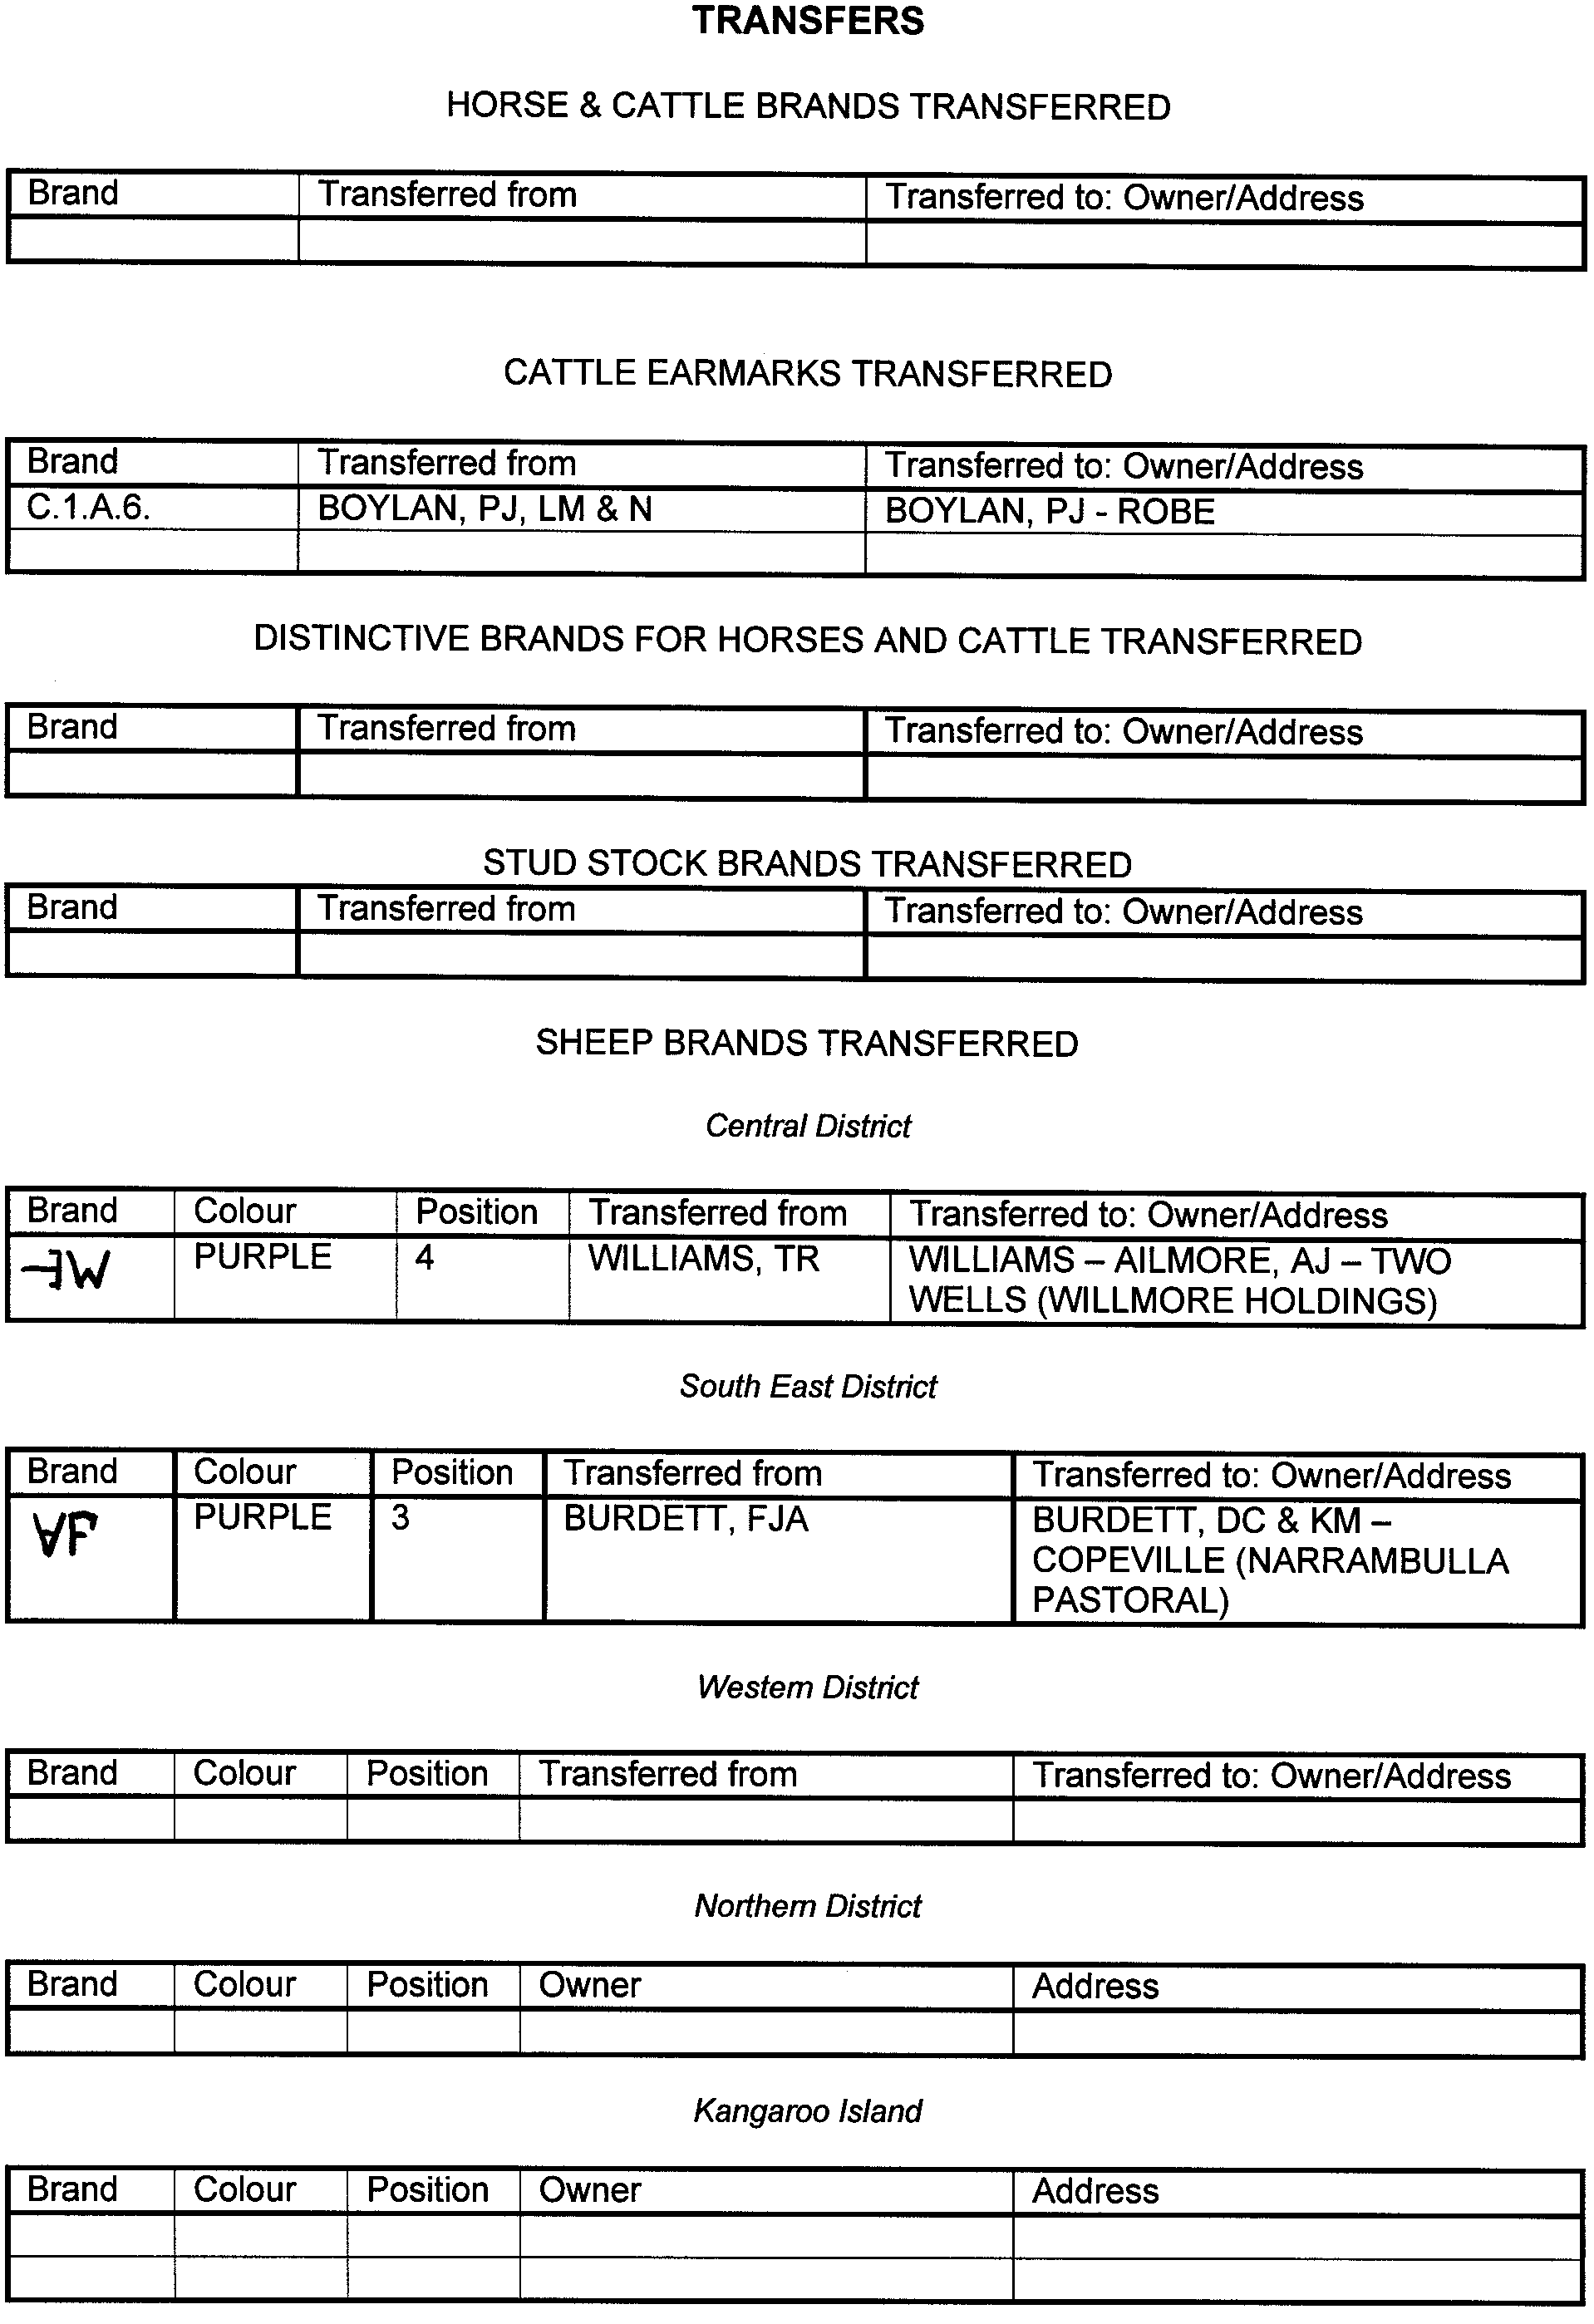 TRANSFERS
HORSE & CATTLE BRANDS TRANSFERRED
Brand Transferred from Transferred to: Owner/Address
CATTLE EARMARKS TRANSFERRED
Brand Transferred from Transferred to: Owner/Address
C.1.A.6. BOYLAN, PJ, LM & N BOYLAN, PJ - ROBE
DISTINCTIVE BRANDS FOR HORSES AND CATTLE TRANSFERRED
Brand Transferred from Transferred to: Owner/Address
STUD STOCK BRANDS TRANSFERRED
Brand Transferred from Transferred to: Owner/Address
SHEEP BRANDS TRANSFERRED
Central District
Brand Colour Position Transferred from Transferred to: Owner/Address
PURPLE 4 WILLIAMS, TR WILLIAMS – AILMORE, AJ – TWO
WELLS (WILLMORE HOLDINGS)
South East District
Brand Colour Position Transferred from Transferred to: Owner/Address
PURPLE 3 BURDETT, FJA BURDETT, DC & KM –
COPEVILLE (NARRAMBULLA
PASTORAL)
Western District
Brand Colour Position Transferred from Transferred to: Owner/Address
Northern District
Brand Colour Position Owner Address
Kangaroo Island
Brand Colour Position Owner Address